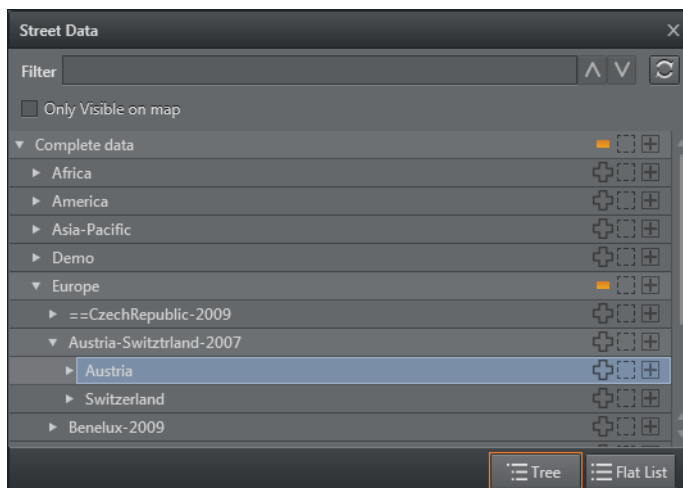 Street Data
Filter
Only Visible on map
Complete data
Africa
America
Asia-Pacific
Demo
Europe
==CzechRepublic-2009
Austria-Switztrland-2007
Austria
Switzerland
Benelux-2009
Tree Flat List